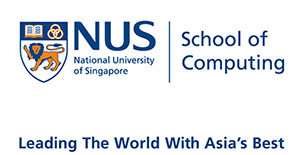 NUS
National University
of Singapore
School of
Computing
Leading The World With Asia's Best